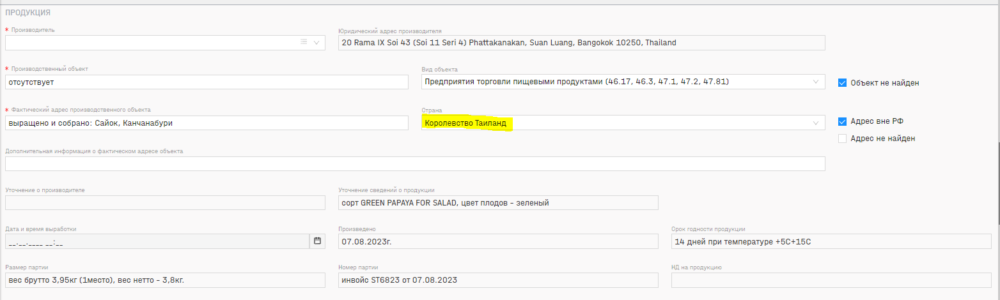 ПРОДУКЦИЯ
* Производитель
Юридический адрес производителя
20 Rama IX Soi 43 (Soi 11 Seri 4) Phattakanakan, Suan Luang, Bangokok 10250, Thailand
* Производственный объект
Вид объекта
отсутствует
Предприятия торговли пищевыми продуктами (46.17, 46.3, 47.1, 47.2, 47.81)
Объект не найден
* Фактический адрес производственного объекта
Страна
выращено и собрано: Сайок, Канчанабури
Королевство Таиланд
Адрес вне РФ
Адрес не найден
Дополнительная информация о фактическом адресе объекта
Уточнение о производителе
Уточнение сведений о продукции
сорт GREEN PAPAYA FOR SALAD, цвет плодов - зеленый
Дата и время выработки
Произведено
Срок годности продукции
__.__.____ __:__
07.08.2023г.
14 дней при температуре +5С+15С
Размер партии
Номер партии
НД на продукцию
вес брутто 3,95кг (1место), вес нетто - 3,8кг.
инвойс ST6823 от 07.08.2023